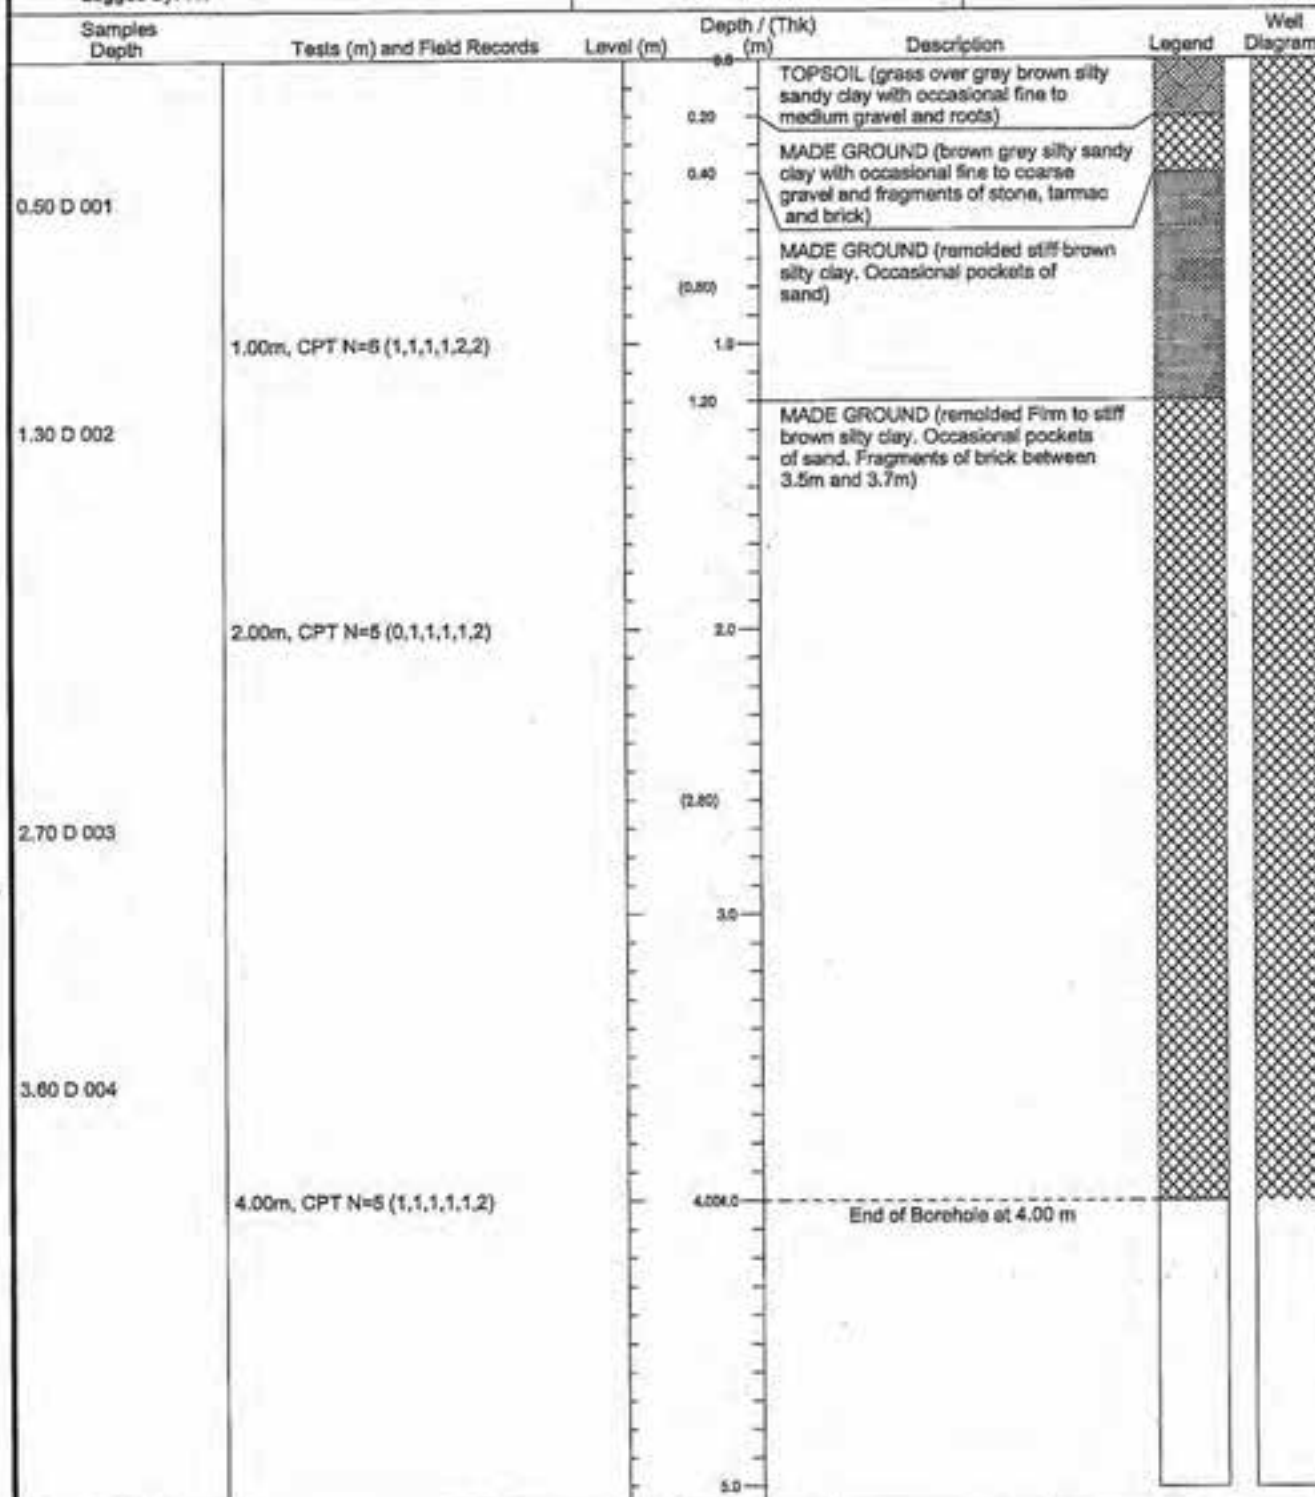 Samples
Depth
Tests (m) and Field Records
Level (m)
Depth / (Thk)
(m)
Description
Legend
Well
Diagram
0.0
TOPSOIL (grass over grey brown silty
sandy clay with occasional fine to
medium gravel and roots)
0.20
MADE GROUND (brown grey silty sandy
clay with occasional fine to coarse
gravel and fragments of stone, tarmac
and brick)
0.40
0.50 D 001
MADE GROUND (remolded stiff brown
silty clay. Occasional pockets of
sand)
(0.80)
1.00m, CPT N=6 (1,1,1,1,2,2)
1.0
1.20
MADE GROUND (remolded Firm to stiff
brown silty clay. Occasional pockets
of sand. Fragments of brick between
3.5m and 3.7m)
1.30 D 002
2.00m, CPT N=5 (0,1,1,1,1,2)
2.0
(2.80)
2.70 D 003
3.0
3.60 D 004
4.00m, CPT N=5 (1,1,1,1,1,2)
4.00
4.0
End of Borehole at 4.00 m
5.0